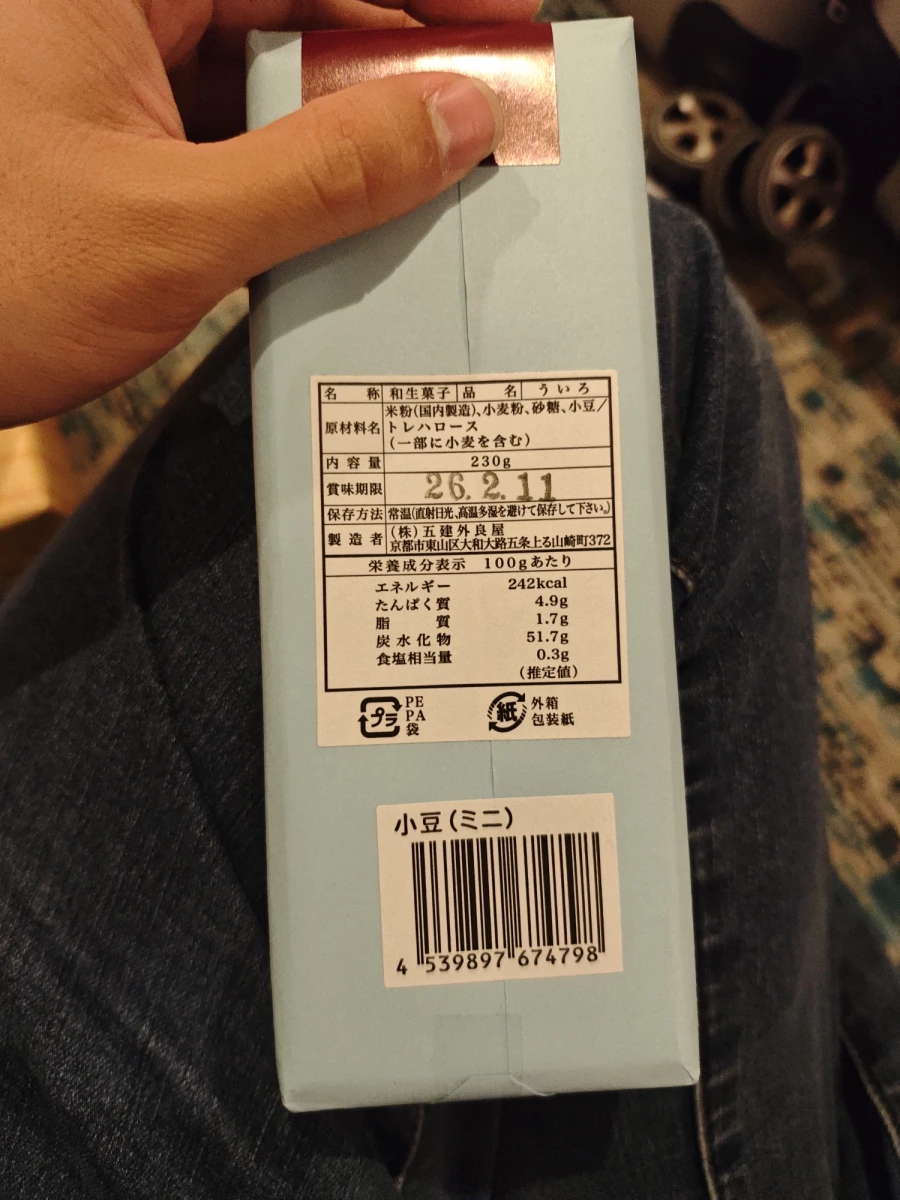 名称 和生菓子 品名 ういろ
原材料名 米粉(国内製造)、小麦粉、砂糖、小豆/
トレハロース
(一部に小麦を含む)
内容量 230g
賞味期限 26.2.11
保存方法 常温(直射日光、高温多湿を避けて保存して下さい。)
製造者 (株)五建外良屋
京都市東山区大和大路五条上る山崎町372
栄養成分表示 100gあたり
エネルギー 242kcal
たんぱく質 4.9g
脂質 1.7g
炭水化物 51.7g
食塩相当量 0.3g
(推定値)
プラ PE
PA
袋
紙 外箱
包装紙
小豆(ミニ)
4 539897 674798